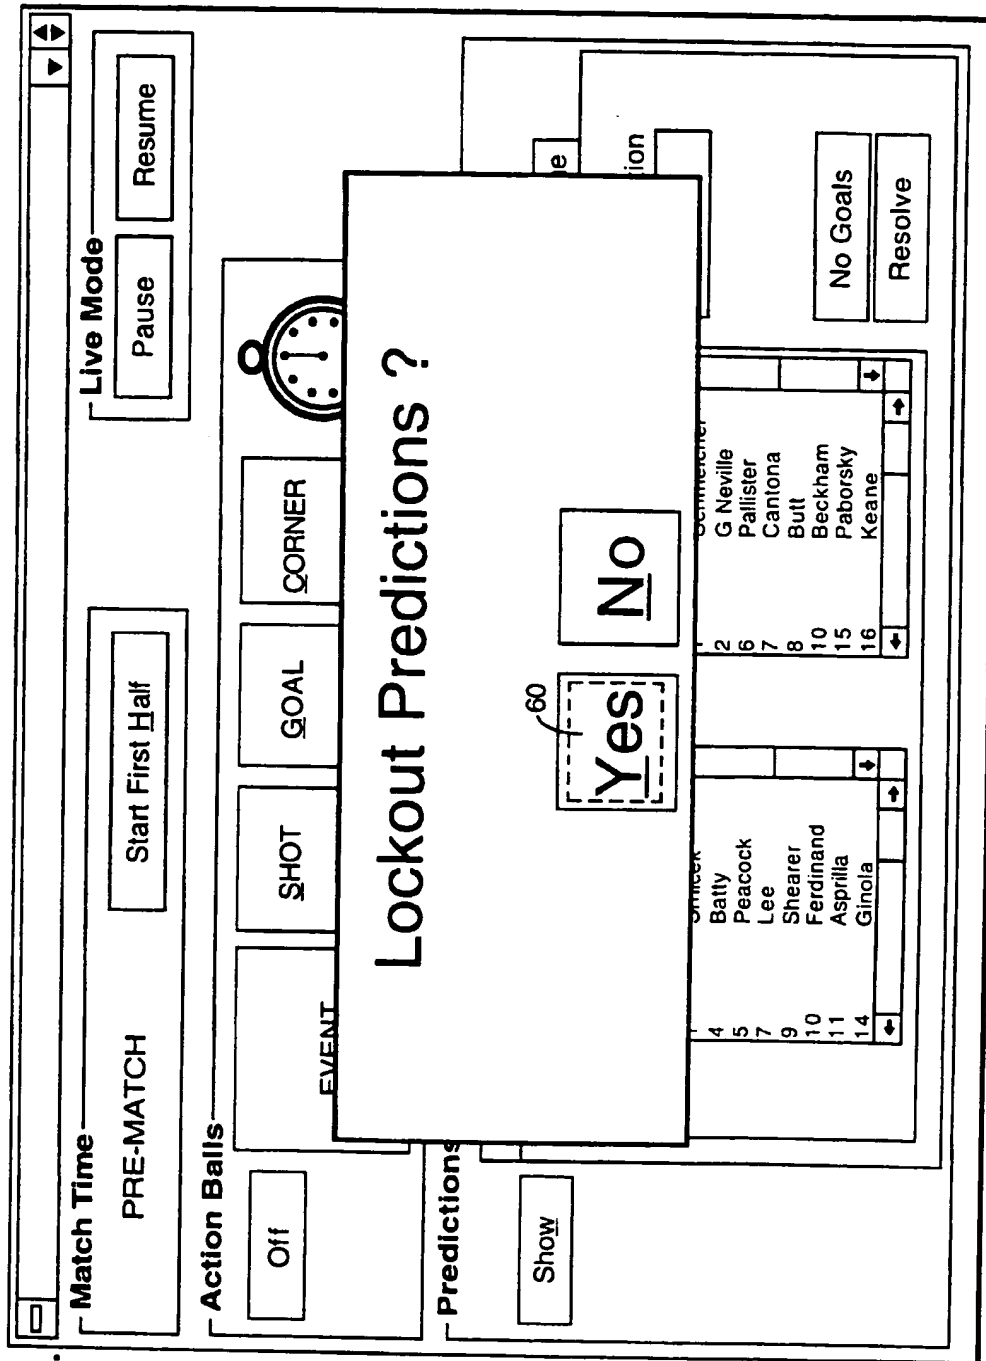 Match Time
PRE-MATCH
Start First Half
Live Mode
Pause
Resume
Action Balls
Off
EVENT
SHOT
GOAL
CORNER
Lockout Predictions ?
60
Yes
No
Predictions
Show
4 Batty
5 Peacock
7 Lee
9 Shearer
10 Ferdinand
11 Asprilla
14 Ginola
2 G Neville
6 Pallister
7 Cantona
8 Butt
10 Beckham
15 Paborsky
16 Keane
No Goals
Resolve